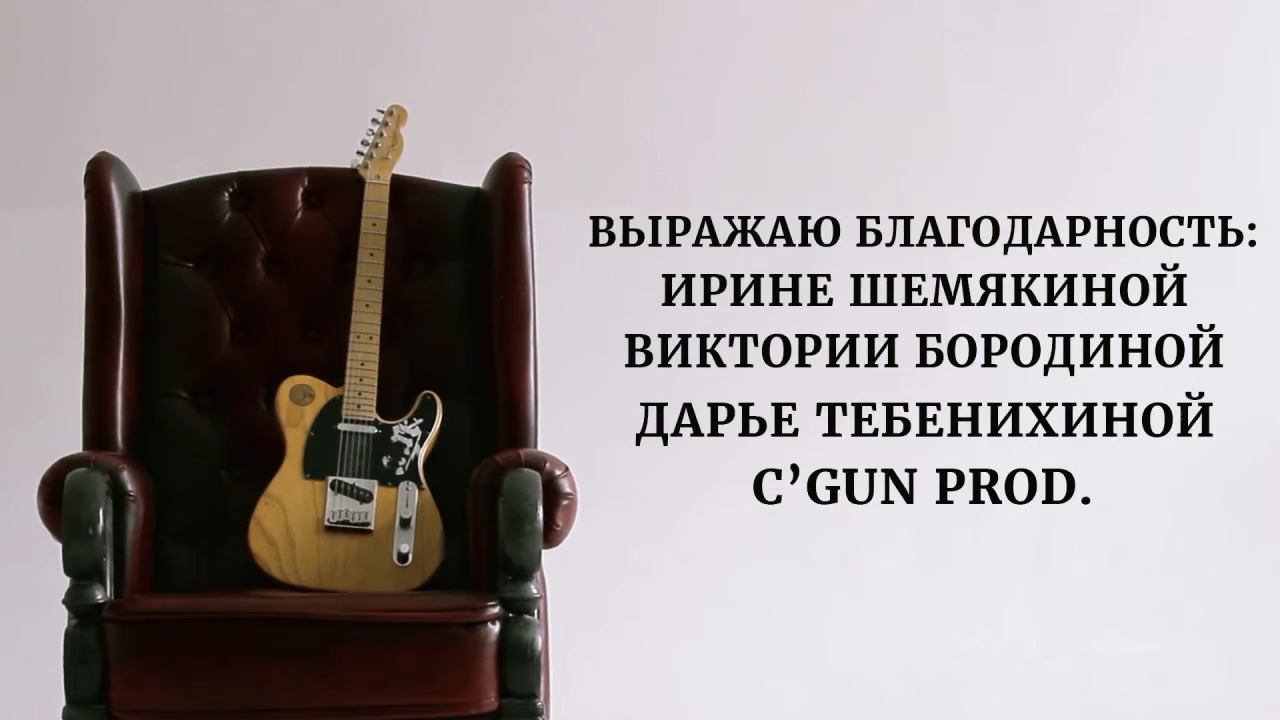 ВЫРАЖАЮ БЛАГОДАРНОСТЬ:
ИРИНЕ ШЕМЯКИНОЙ
ВИКТОРИИ БОРОДИНОЙ
ДАРЬЕ ТЕБЕНИХИНОЙ
C’GUN PROD.